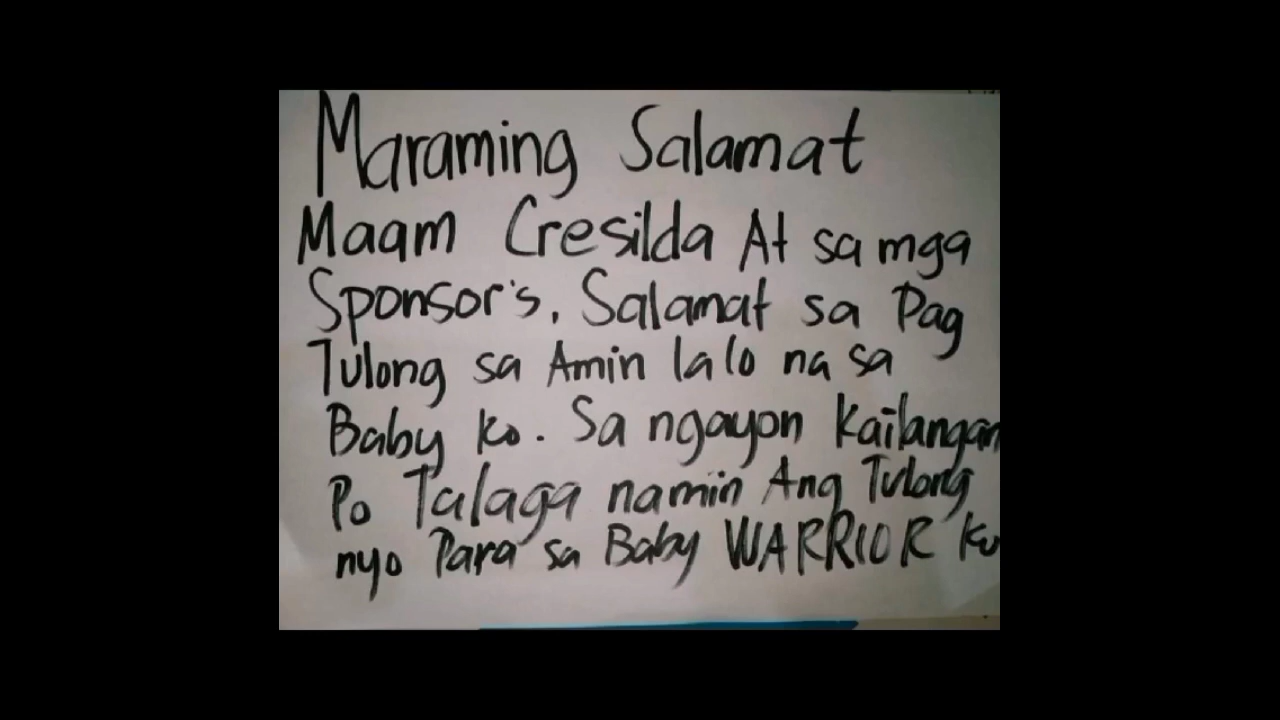 Maraming Salamat
Maam Cresilda At sa mga
Sponsor's, Salamat sa Pag
Tulong sa Amin lalo na sa
Baby ko. Sa ngayon kailangan
Po Talaga namin Ang Tulong
nyo Para sa Baby WARRIOR ko